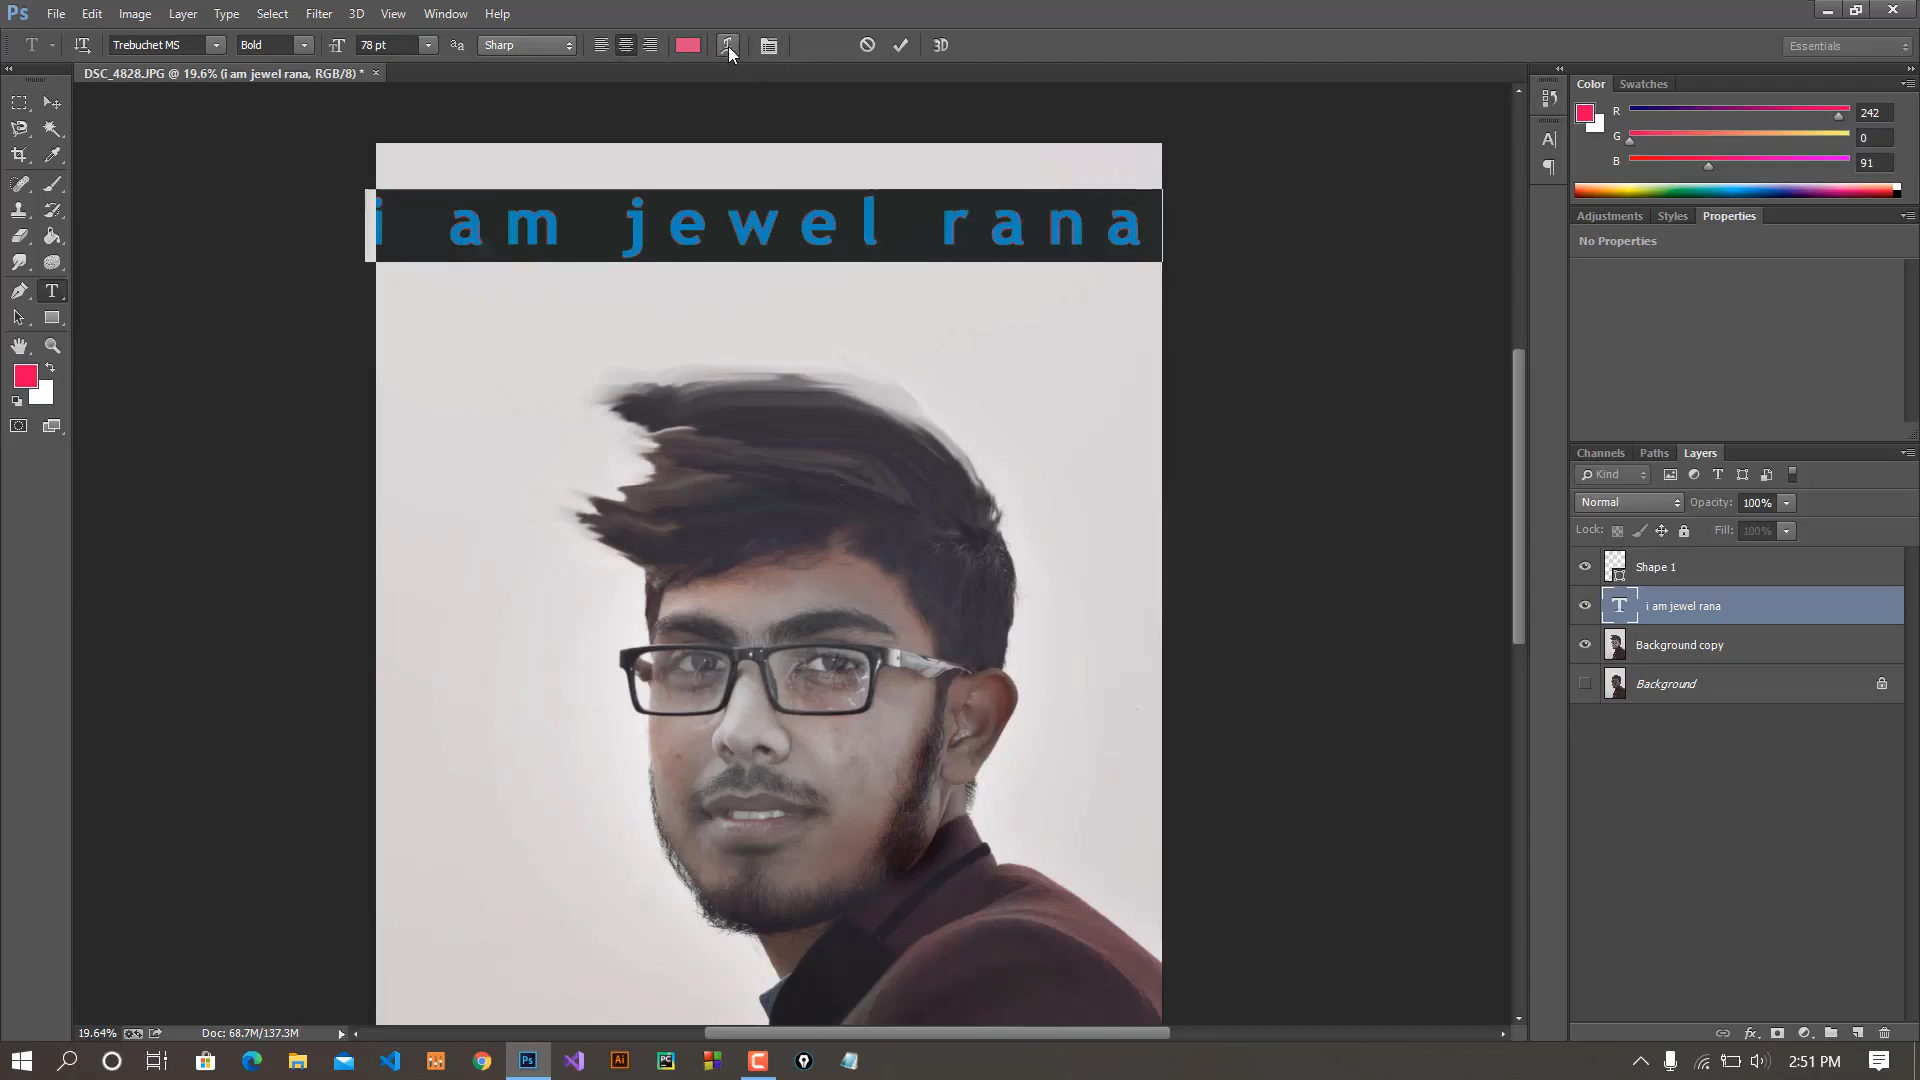 Ps File Edit Image Layer Type Select Filter 3D View Window Help
T Trebuchet MS Bold 78 pt Sharp 3D Essentials
DSC_4828.JPG @ 19.6% (i am jewel rana, RGB/8) *
Color Swatches
R 242
G 0
B 91
Adjustments Styles Properties
No Properties
i am jewel rana
Channels Paths Layers
Kind
Normal Opacity: 100%
Lock: Fill: 100%
Shape 1
i am jewel rana
Background copy
Background
19.64% Doc: 68.7M/137.3M
2:51 PM